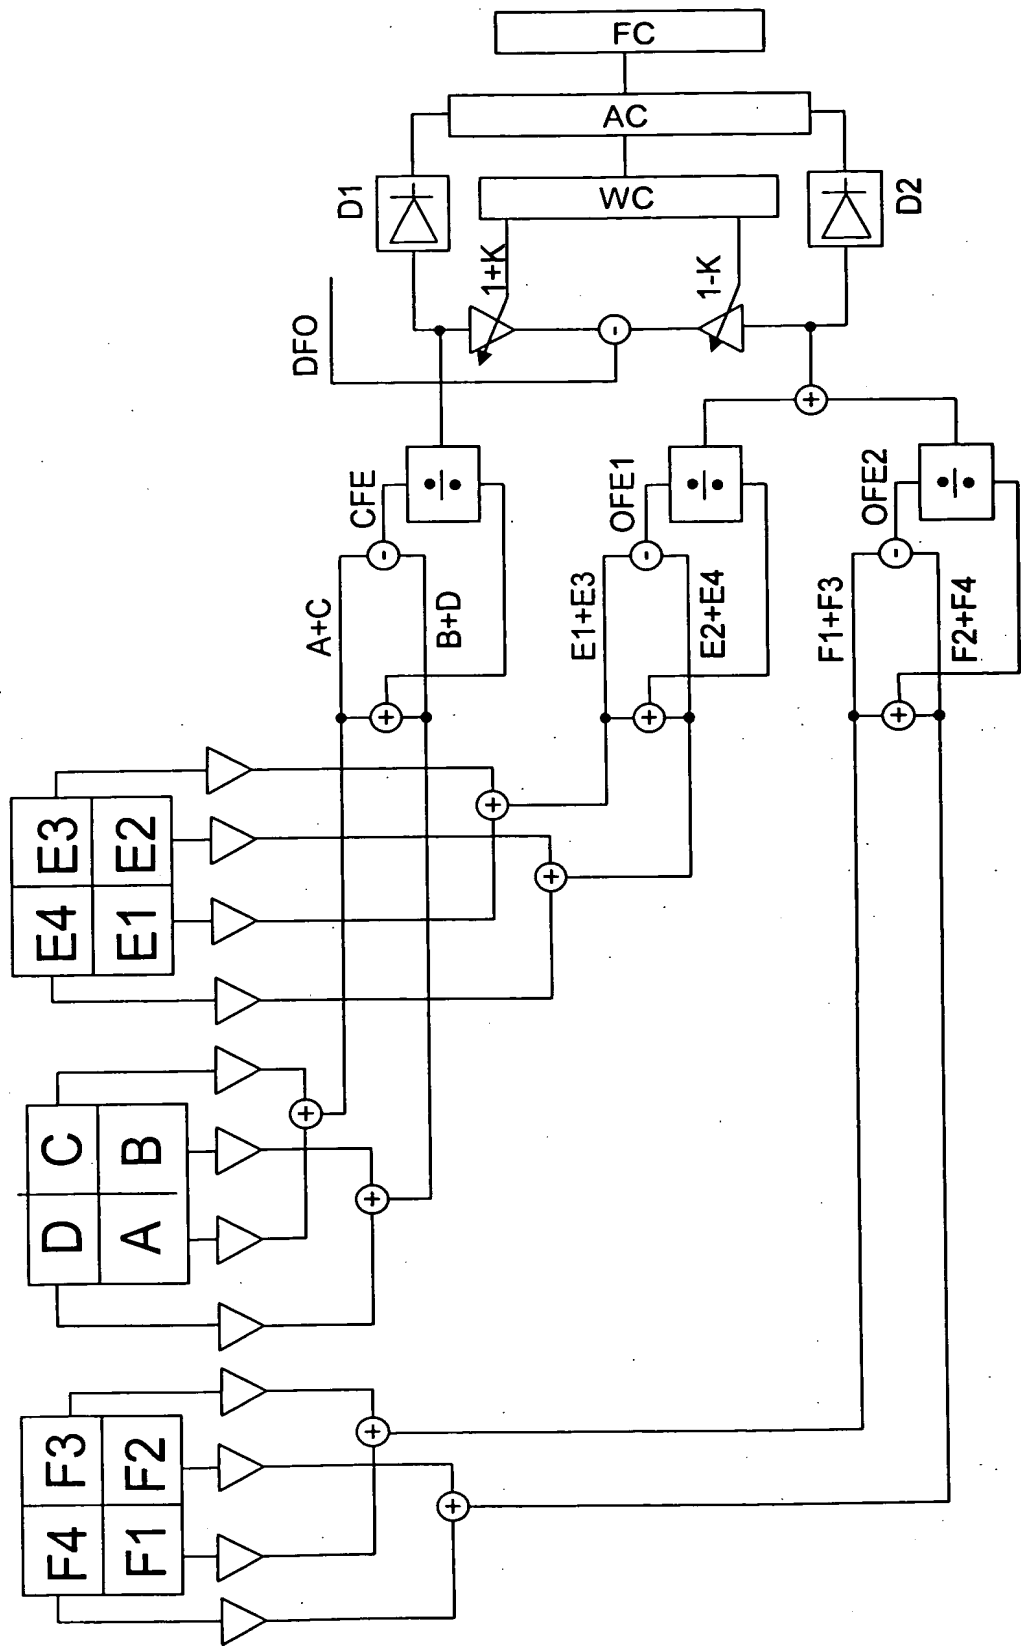 FC
AC
WC
D1
D2
1+K
1-K
DFO
CFE
÷
OFE1
÷
OFE2
÷
A+C
B+D
E1+E3
E2+E4
F1+F3
F2+F4
-
-
-
-
+
+
+
+
+
+
+
+
+
+
E4 E3
E1 E2
D C
A B
F4 F3
F1 F2